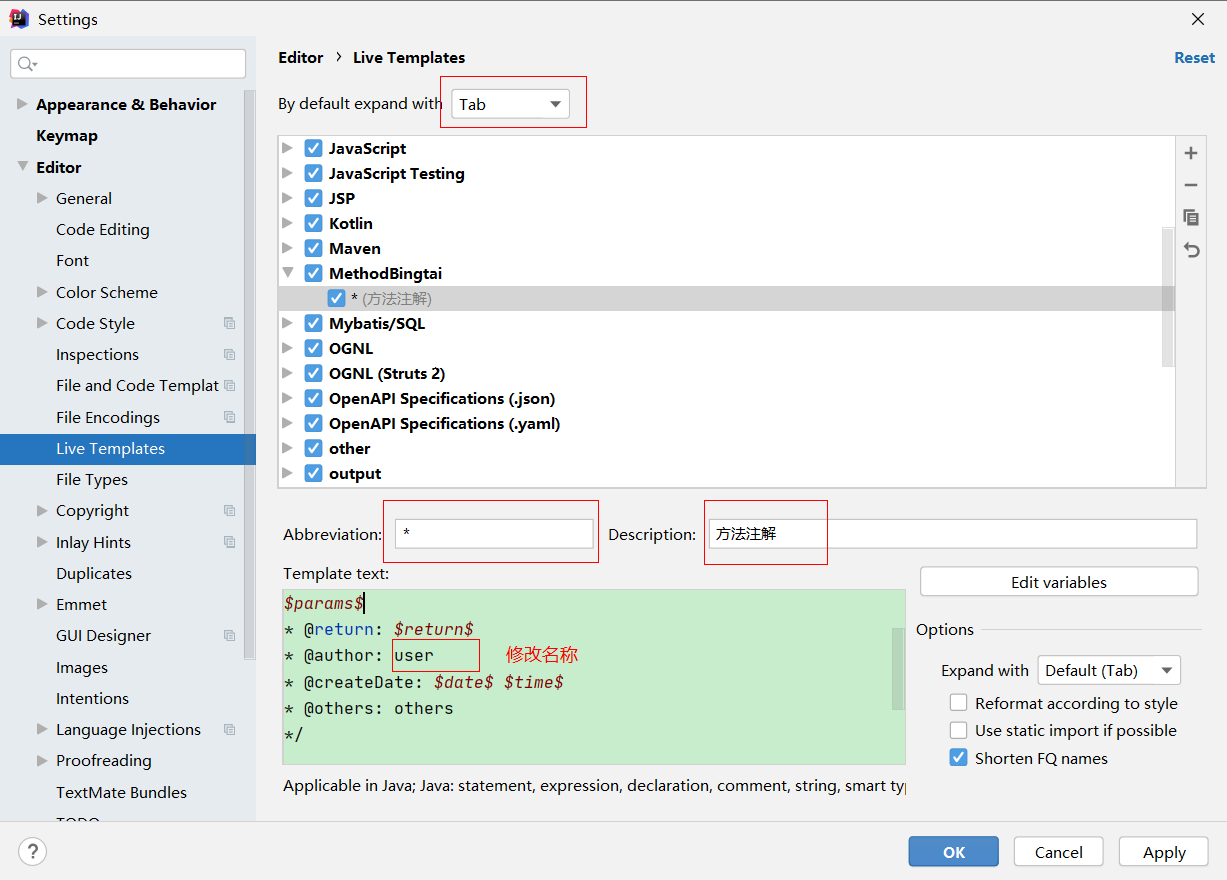 Settings
Editor › Live Templates
Reset
By default expand with Tab
Appearance & Behavior
Keymap
Editor
General
Code Editing
Font
Color Scheme
Code Style
Inspections
File and Code Templat
File Encodings
Live Templates
File Types
Copyright
Inlay Hints
Duplicates
Emmet
GUI Designer
Images
Intentions
Language Injections
Proofreading
TextMate Bundles
TODO
JavaScript
JavaScript Testing
JSP
Kotlin
Maven
MethodBingtai
* (方法注解)
Mybatis/SQL
OGNL
OGNL (Struts 2)
OpenAPI Specifications (.json)
OpenAPI Specifications (.yaml)
other
output
Abbreviation: * Description: 方法注解
Template text:
$params$
* @return: $return$
* @author: user 修改名称
* @createDate: $date$ $time$
* @others: others
*/
Edit variables
Options
Expand with Default (Tab)
Reformat according to style
Use static import if possible
Shorten FQ names
Applicable in Java; Java: statement, expression, declaration, comment, string, smart ty
?
OK
Cancel
Apply